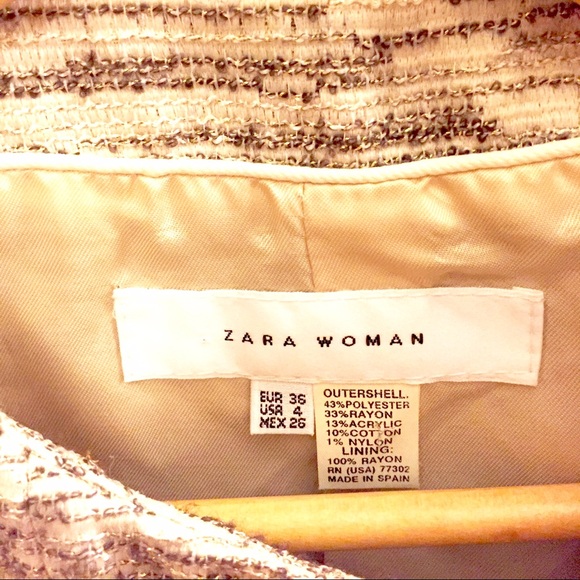 ZARA WOMAN
EUR 36
USA 4
MEX 26
OUTERSHELL.
43%POLYESTER
33%RAYON
13%ACRYLIC
10%COTTON
1% NYLON
LINING:
100% RAYON
RN (USA) 77302
MADE IN SPAIN